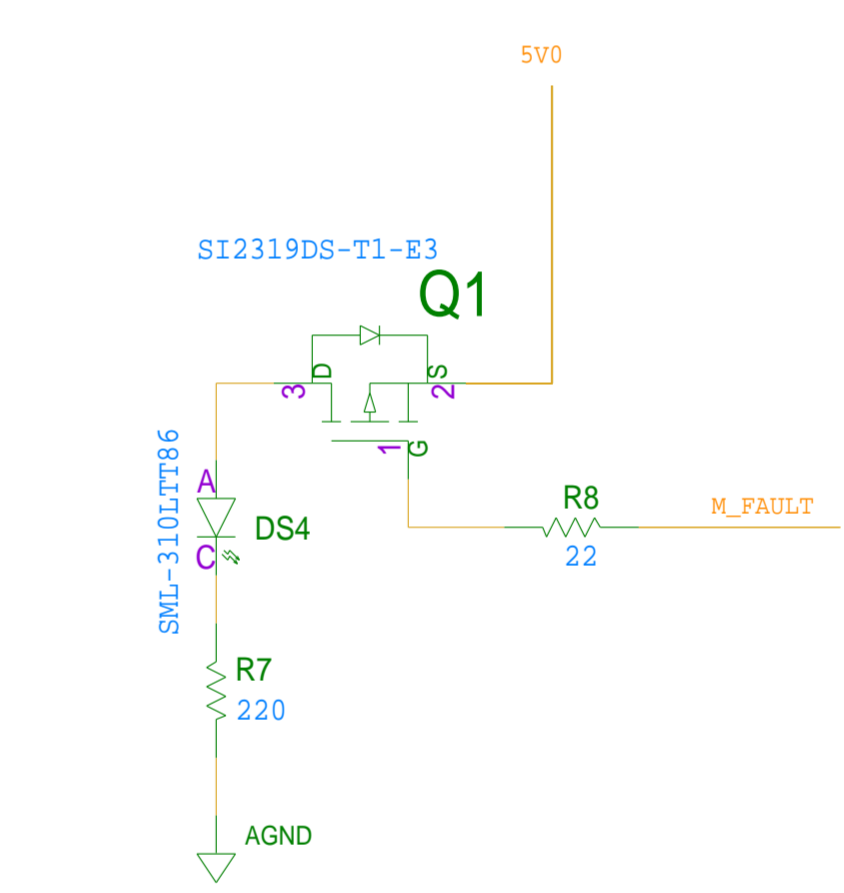 5V0
SI2319DS-T1-E3
Q1
D
S
3
2
1
G
A
SML-310LTT86
DS4
C
R8
M_FAULT
22
R7
220
AGND